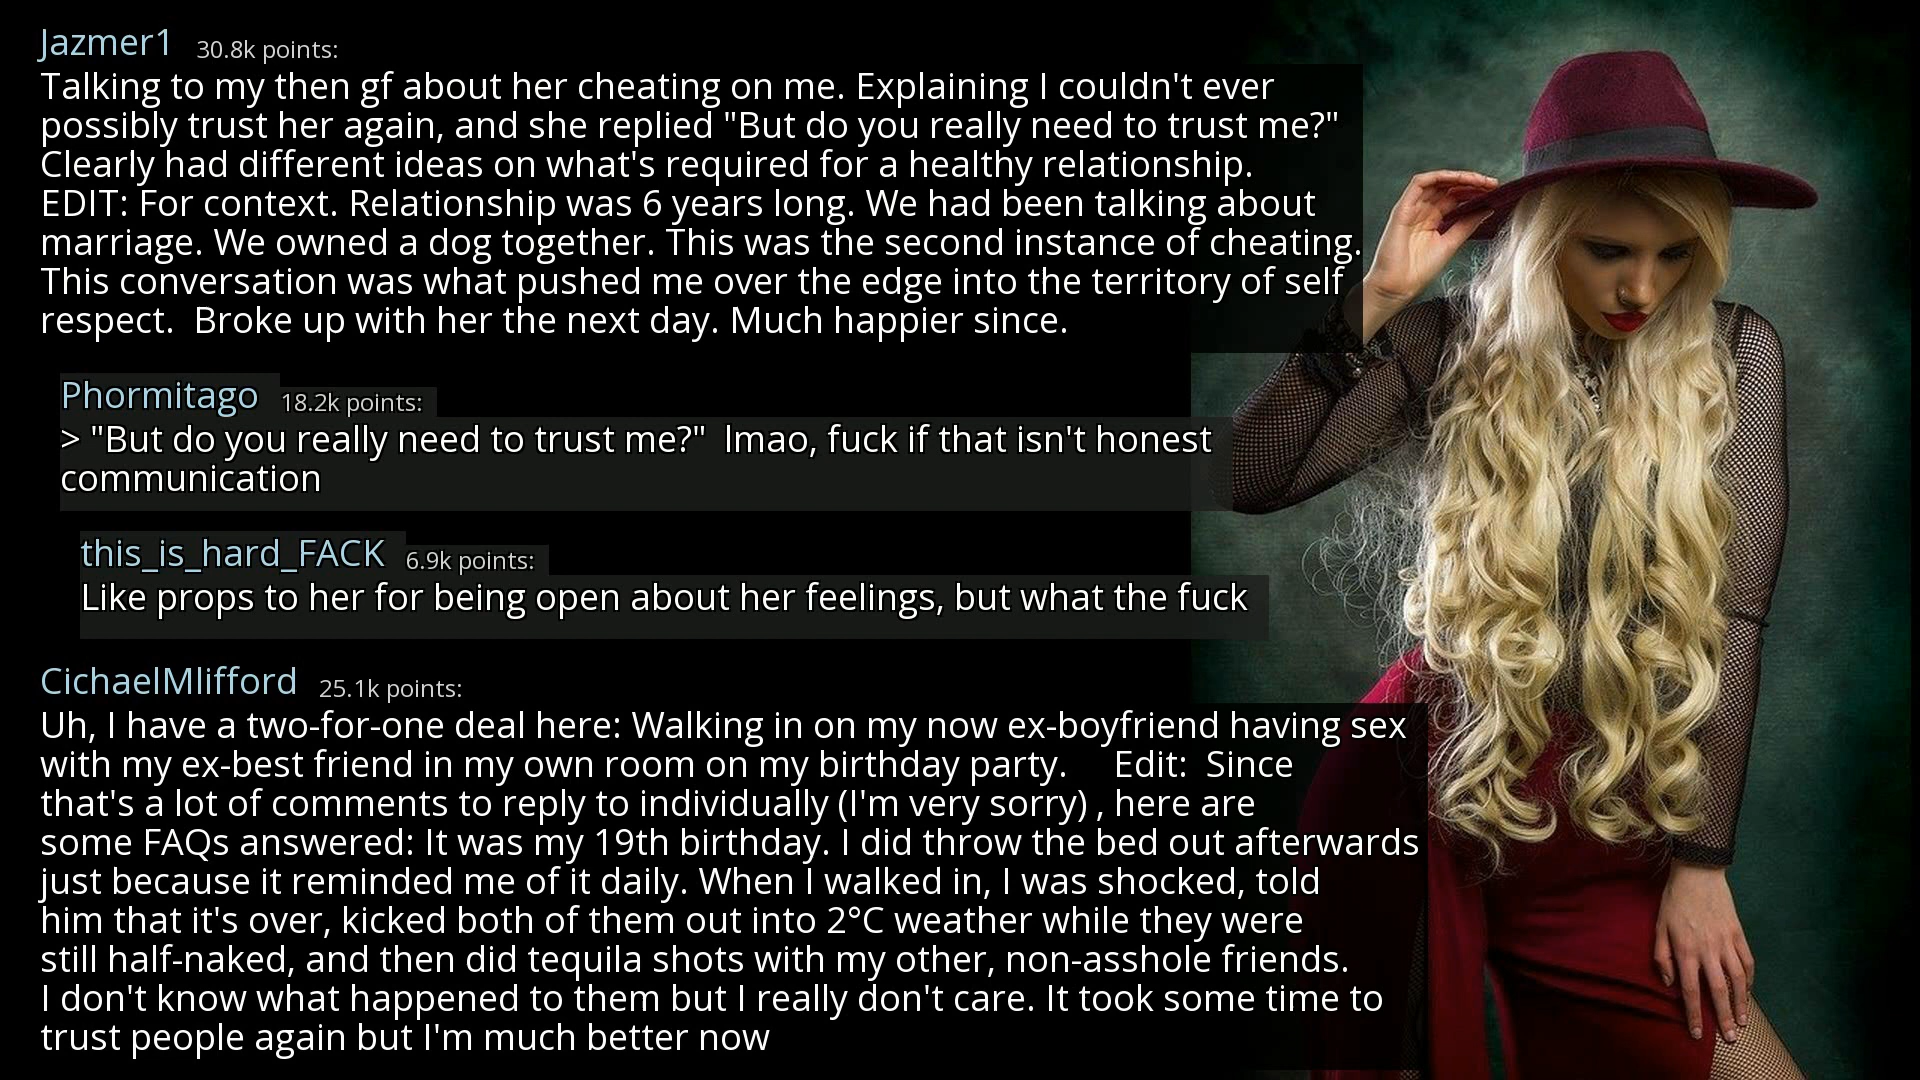 Jazmer1 30.8k points:
Talking to my then gf about her cheating on me. Explaining I couldn't ever
possibly trust her again, and she replied "But do you really need to trust me?"
Clearly had different ideas on what's required for a healthy relationship.
EDIT: For context. Relationship was 6 years long. We had been talking about
marriage. We owned a dog together. This was the second instance of cheating.
This conversation was what pushed me over the edge into the territory of self
respect.  Broke up with her the next day. Much happier since.
Phormitago 18.2k points:
> "But do you really need to trust me?"  lmao, fuck if that isn't honest
communication
this_is_hard_FACK 6.9k points:
Like props to her for being open about her feelings, but what the fuck
CichaelMlifford 25.1k points:
Uh, I have a two-for-one deal here: Walking in on my now ex-boyfriend having sex
with my ex-best friend in my own room on my birthday party.     Edit:  Since
that's a lot of comments to reply to individually (I'm very sorry) , here are
some FAQs answered: It was my 19th birthday. I did throw the bed out afterwards
just because it reminded me of it daily. When I walked in, I was shocked, told
him that it's over, kicked both of them out into 2°C weather while they were
still half-naked, and then did tequila shots with my other, non-asshole friends.
I don't know what happened to them but I really don't care. It took some time to
trust people again but I'm much better now